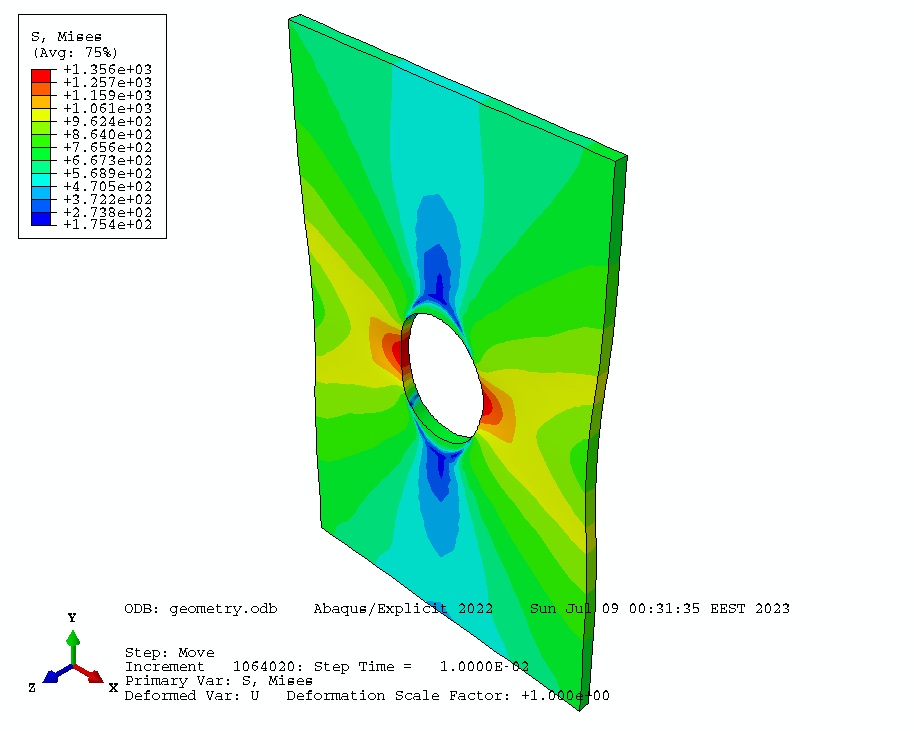 S, Mises
(Avg: 75%)
+1.356e+03
+1.257e+03
+1.159e+03
+1.061e+03
+9.624e+02
+8.640e+02
+7.656e+02
+6.673e+02
+5.689e+02
+4.705e+02
+3.722e+02
+2.738e+02
+1.754e+02
ODB: geometry.odb Abaqus/Explicit 2022 Sun Jul 09 00:31:35 EEST 2023
Y
Z X
Step: Move
Increment 1064020: Step Time = 1.0000E-02
Primary Var: S, Mises
Deformed Var: U Deformation Scale Factor: +1.000e+00